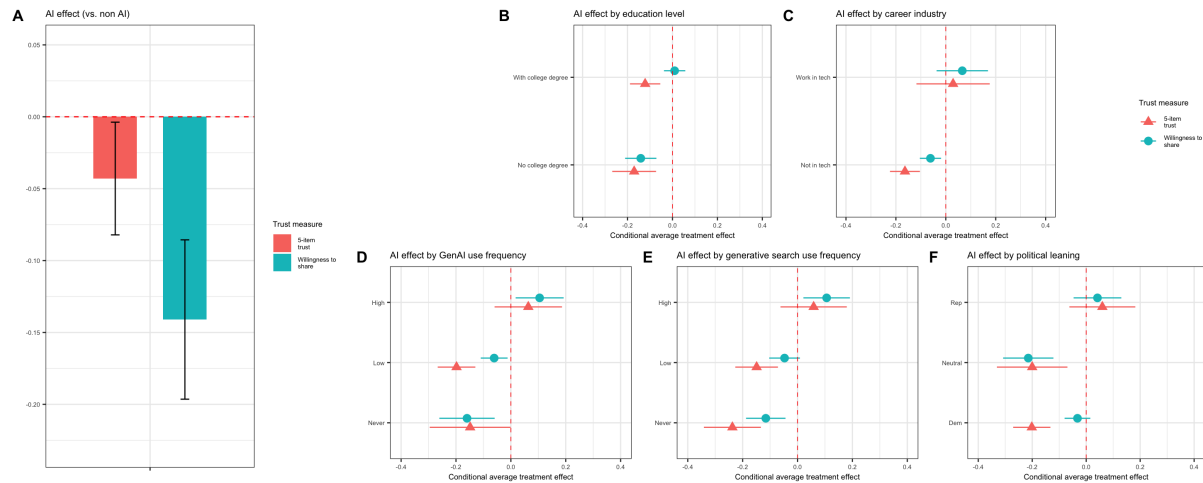 A
AI effect (vs. non AI)
0.05
0.00
-0.05
-0.10
-0.15
-0.20
Trust measure
5-item
trust
Willingness to
share
B
AI effect by education level
With college degree
No college degree
-0.4
-0.2
0.0
0.2
0.4
Conditional average treatment effect
C
AI effect by career industry
Work in tech
Not in tech
-0.4
-0.2
0.0
0.2
0.4
Conditional average treatment effect
Trust measure
5-item
trust
Willingness to
share
D
AI effect by GenAI use frequency
High
Low
Never
-0.4
-0.2
0.0
0.2
0.4
Conditional average treatment effect
E
AI effect by generative search use frequency
High
Low
Never
-0.4
-0.2
0.0
0.2
0.4
Conditional average treatment effect
F
AI effect by political leaning
Rep
Neutral
Dem
-0.4
-0.2
0.0
0.2
0.4
Conditional average treatment effect